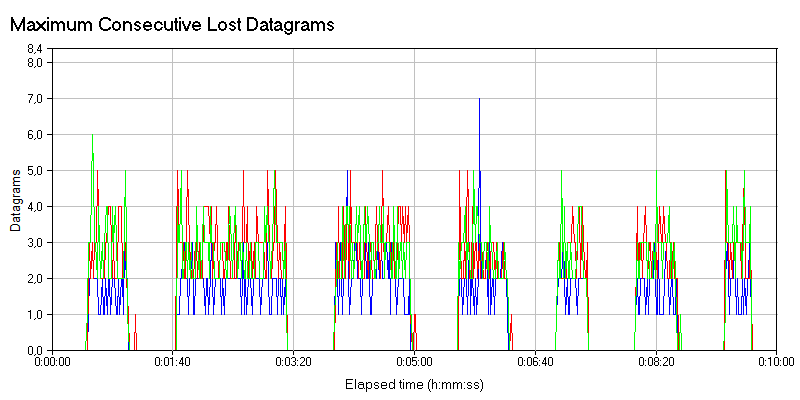 Maximum Consecutive Lost Datagrams
8,4
8,0
7,0
6,0
5,0
4,0
3,0
2,0
1,0
0,0
Datagrams
0:00:00 0:01:40 0:03:20 0:05:00 0:06:40 0:08:20 0:10:00
Elapsed time (h:mm:ss)